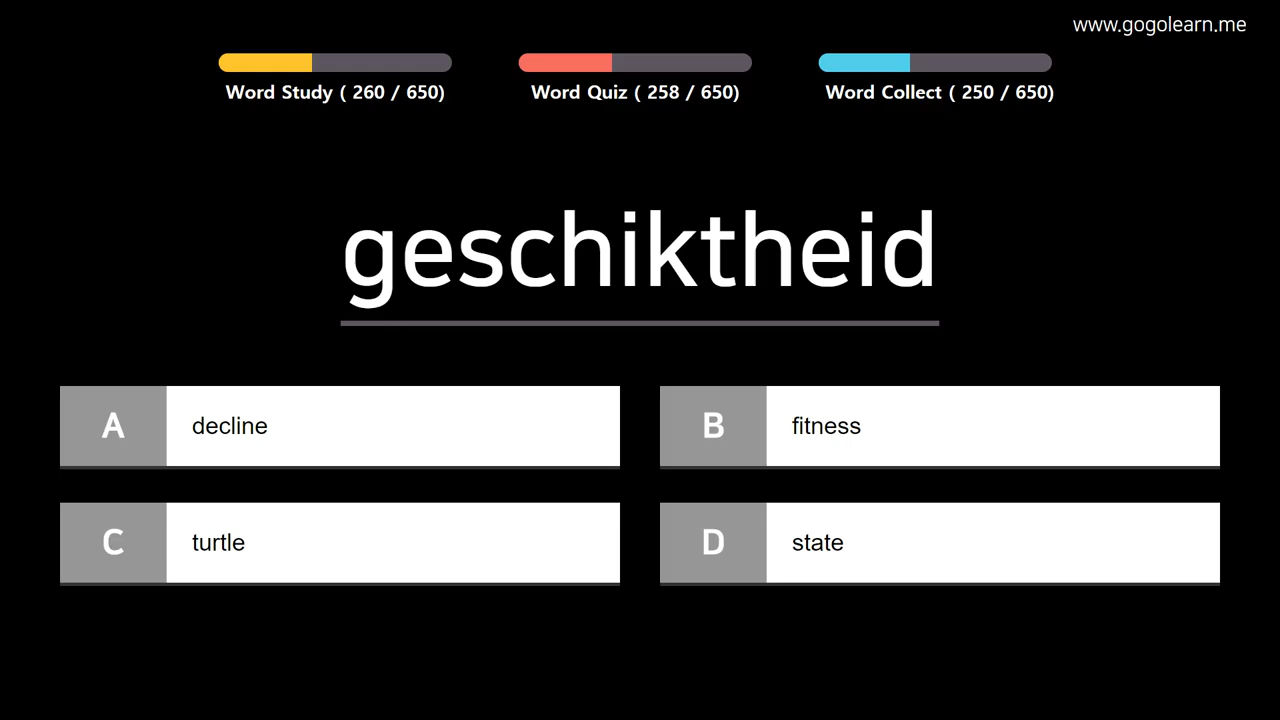 www.gogolearn.me
Word Study ( 260 / 650)
Word Quiz ( 258 / 650)
Word Collect ( 250 / 650)
geschiktheid
A decline
B fitness
C turtle
D state